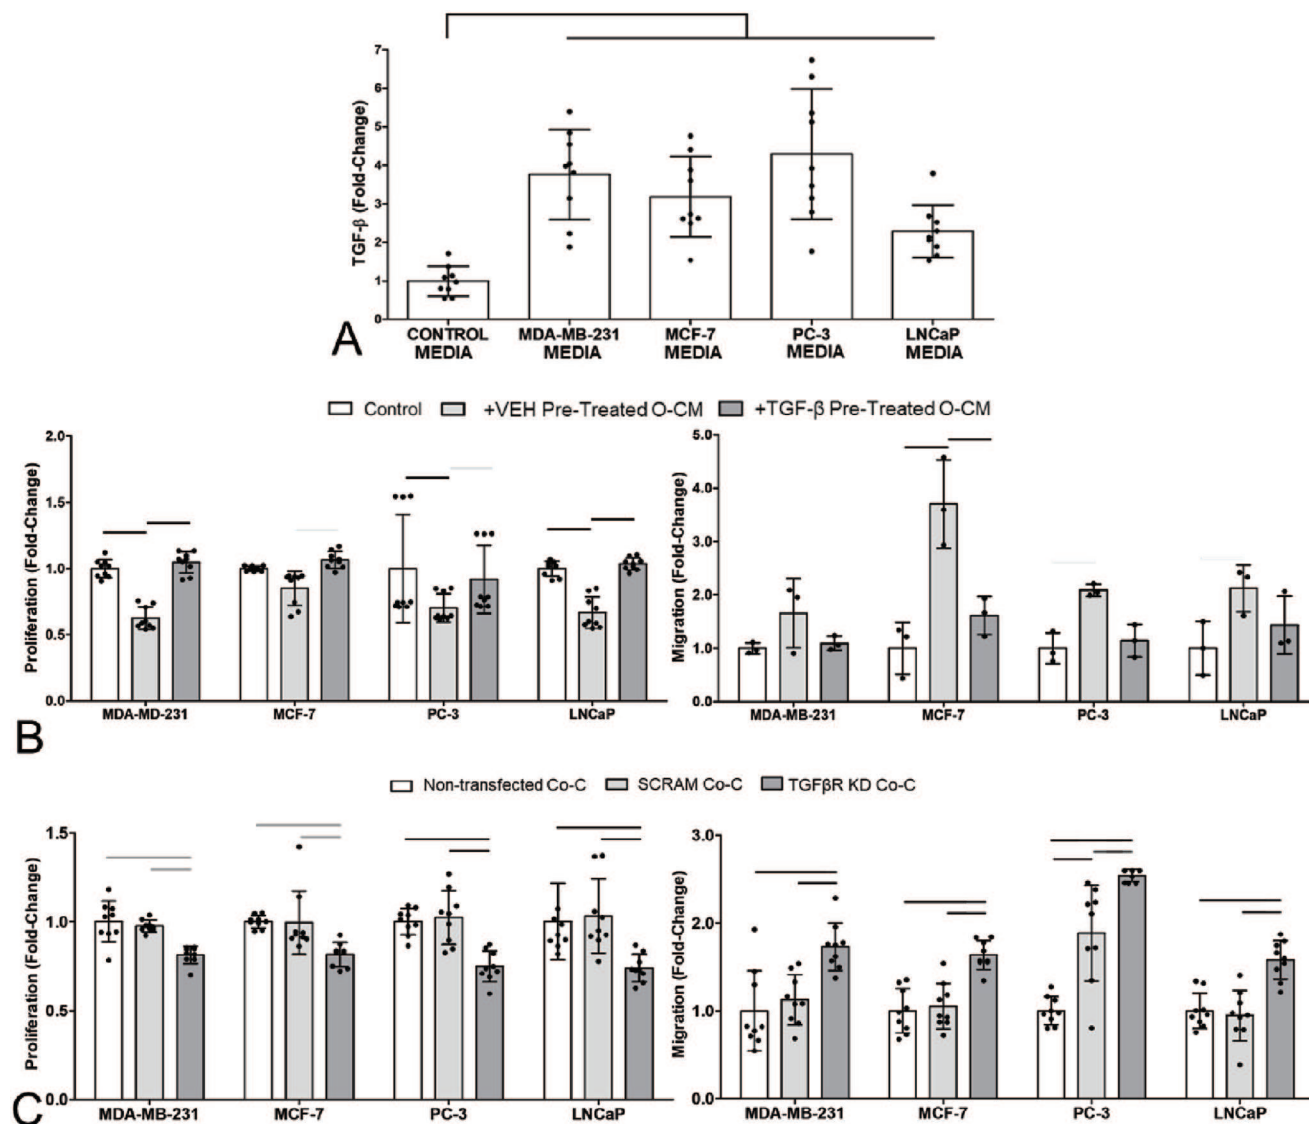 7
6
5
4
3
2
1
0
TGF-β (Fold-Change)
CONTROL MEDIA
MDA-MB-231 MEDIA
MCF-7 MEDIA
PC-3 MEDIA
LNCaP MEDIA
A
Control +VEH Pre-Treated O-CM +TGF-β Pre-Treated O-CM
2.0
1.5
1.0
0.5
0.0
Proliferation (Fold-Change)
MDA-MD-231 MCF-7 PC-3 LNCaP
5.0
4.0
3.0
2.0
1.0
0.0
Migration (Fold-Change)
MDA-MB-231 MCF-7 PC-3 LNCaP
B
Non-transfected Co-C SCRAM Co-C TGFβR KD Co-C
1.5
1.0
0.5
0.0
Proliferation (Fold-Change)
MDA-MB-231 MCF-7 PC-3 LNCaP
3.0
2.0
1.0
0.0
Migration (Fold-Change)
MDA-MB-231 MCF-7 PC-3 LNCaP
C